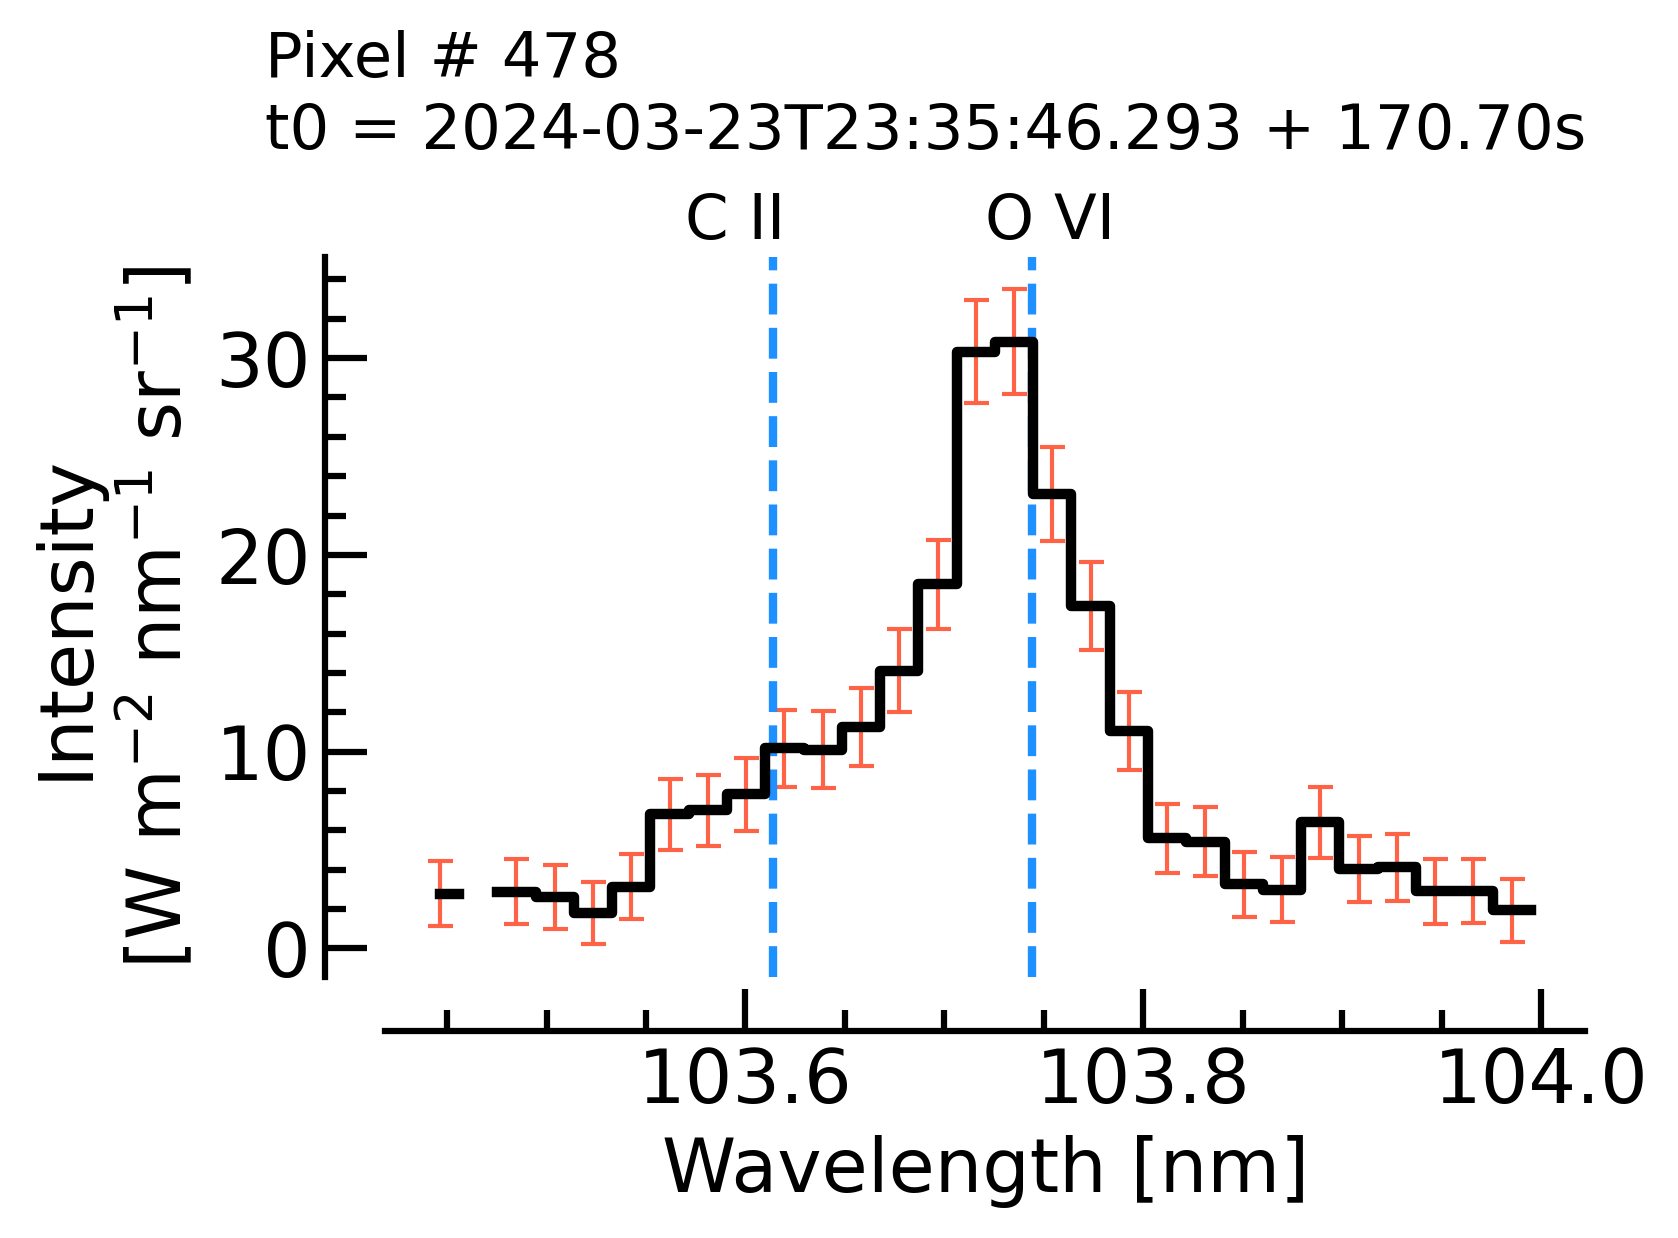 Pixel # 478
t0 = 2024-03-23T23:35:46.293 + 170.70s
C II O VI
Intensity
[W m⁻² nm⁻¹ sr⁻¹]
30
20
10
0
103.6 103.8 104.0
Wavelength [nm]